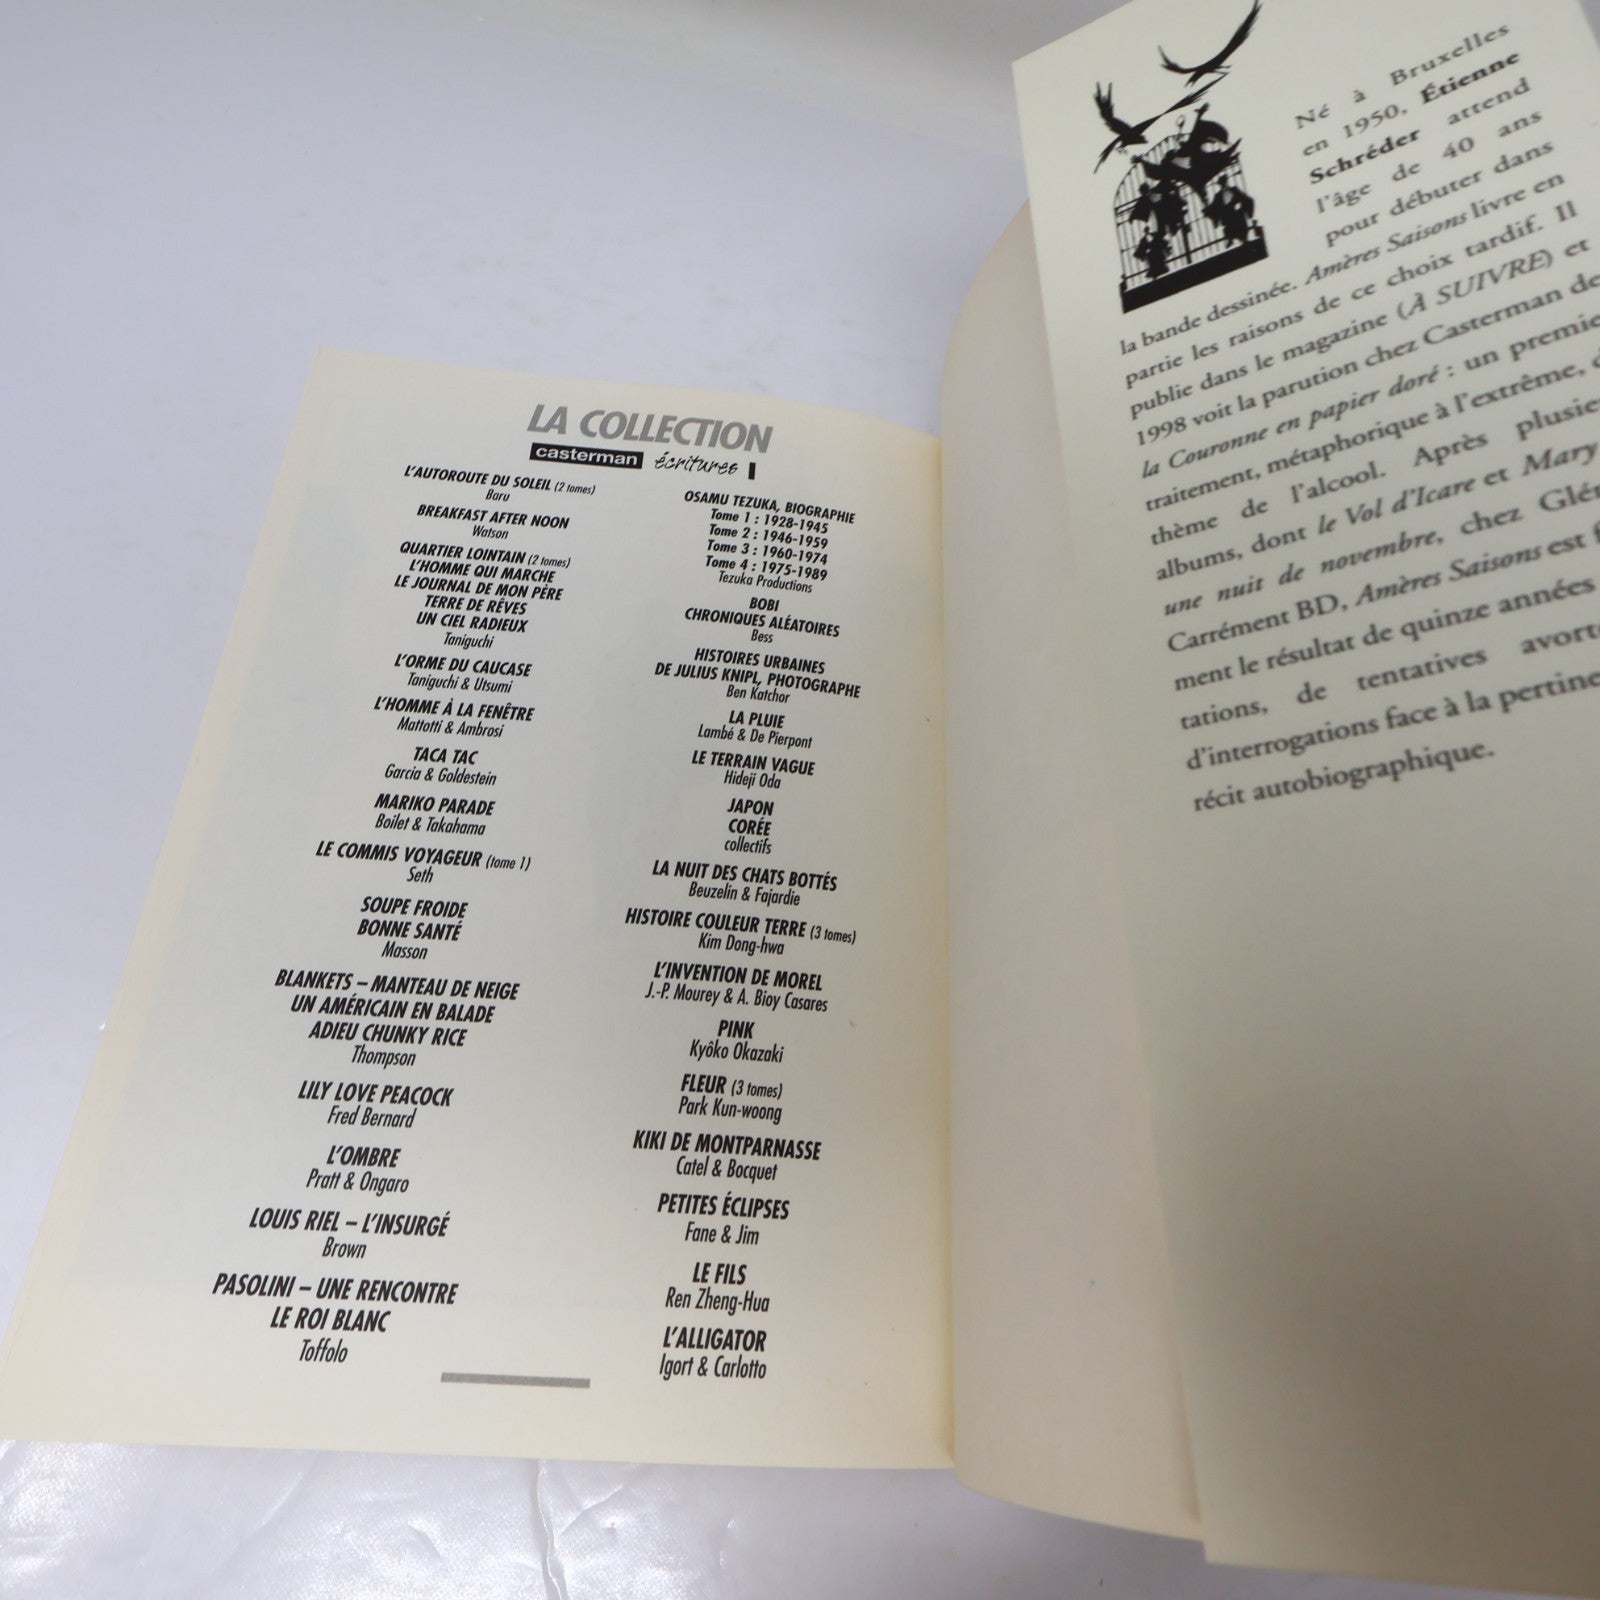 LA COLLECTION
casterman écritures
L'AUTOROUTE DU SOLEIL (2 tomes)
Baru
BREAKFAST AFTER NOON
Watson
QUARTIER LOINTAIN (2 tomes)
L'HOMME QUI MARCHE
LE JOURNAL DE MON PÈRE
TERRE DE RÊVES
UN CIEL RADIEUX
Taniguchi
L'ORME DU CAUCASE
Taniguchi & Utsumi
L'HOMME À LA FENÊTRE
Mattotti & Ambrosi
TACA TAC
Garcia & Goldestein
MARIKO PARADE
Boilet & Takahama
LE COMMIS VOYAGEUR (tome 1)
Seth
SOUPE FROIDE
BONNE SANTÉ
Masson
BLANKETS – MANTEAU DE NEIGE
UN AMÉRICAIN EN BALADE
ADIEU CHUNKY RICE
Thompson
LILY LOVE PEACOCK
Fred Bernard
L'OMBRE
Pratt & Ongaro
LOUIS RIEL – L'INSURGÉ
Brown
PASOLINI – UNE RENCONTRE
LE ROI BLANC
Toffolo
OSAMU TEZUKA, BIOGRAPHIE
Tome 1 : 1928-1945
Tome 2 : 1946-1959
Tome 3 : 1960-1974
Tome 4 : 1975-1989
Tezuka Productions
BOBI
CHRONIQUES ALÉATOIRES
Bess
HISTOIRES URBAINES
DE JULIUS KNIPL, PHOTOGRAPHE
Ben Katchor
LA PLUIE
Lambé & De Pierpont
LE TERRAIN VAGUE
Hideji Oda
JAPON
CORÉE
collectifs
LA NUIT DES CHATS BOTTÉS
Beuzelin & Fajardie
HISTOIRE COULEUR TERRE (3 tomes)
Kim Dong-hwa
L'INVENTION DE MOREL
J.-P. Mourey & A. Bioy Casares
PINK
Kyôko Okazaki
FLEUR (3 tomes)
Park Kun-woong
KIKI DE MONTPARNASSE
Catel & Bocquet
PETITES ÉCLIPSES
Fane & Jim
LE FILS
Ren Zheng-Hua
L'ALLIGATOR
Igort & Carlotto
Né à Bruxelles
en 1950, Étienne
Schréder attend
l'âge de 40 ans
pour débuter dans
la bande dessinée. Amères Saisons livre en
partie les raisons de ce choix tardif. Il
publie dans le magazine (À SUIVRE) et
1998 voit la parution chez Casterman de
la Couronne en papier doré : un premie
traitement, métaphorique à l'extrême, d
thème de l'alcool. Après plusieu
albums, dont le Vol d'Icare et Mary
une nuit de novembre, chez Glén
Carrément BD, Amères Saisons est f
ment le résultat de quinze années
tations, de tentatives avort
d'interrogations face à la pertine
récit autobiographique.